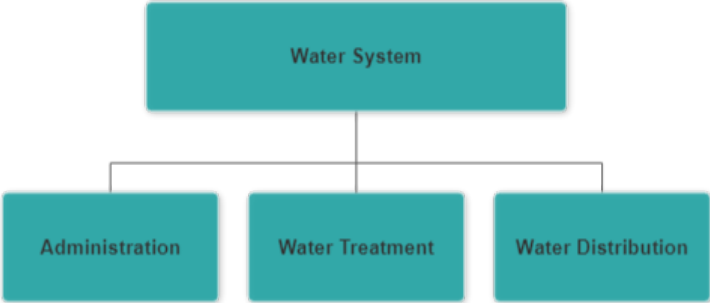 Water System
Administration
Water Treatment
Water Distribution